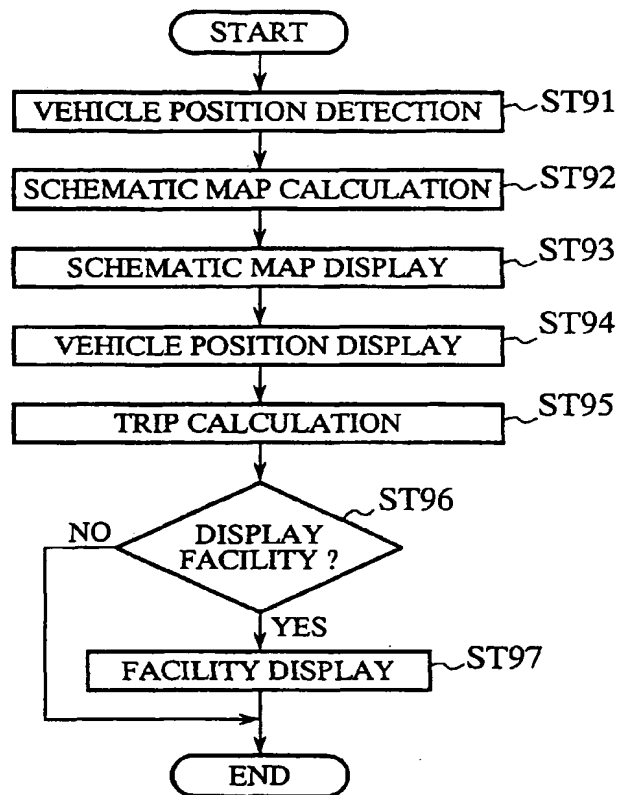 START
VEHICLE POSITION DETECTION ST91
SCHEMATIC MAP CALCULATION ST92
SCHEMATIC MAP DISPLAY ST93
VEHICLE POSITION DISPLAY ST94
TRIP CALCULATION ST95
ST96
NO
DISPLAY
FACILITY ?
YES
FACILITY DISPLAY ST97
END